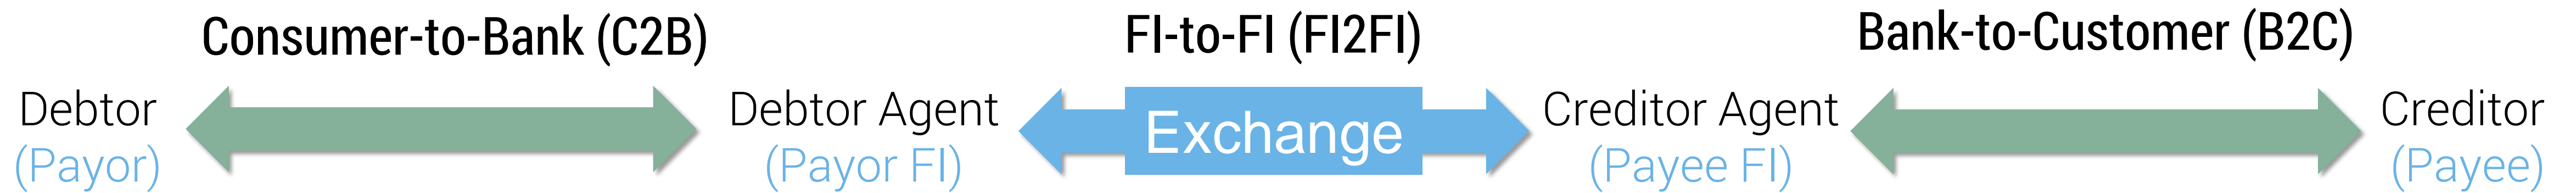 Consumer-to-Bank (C2B)
FI-to-FI (FI2FI)
Bank-to-Customer (B2C)
Debtor
(Payor)
Debtor Agent
(Payor FI)
Exchange
Creditor Agent
(Payee FI)
Creditor
(Payee)